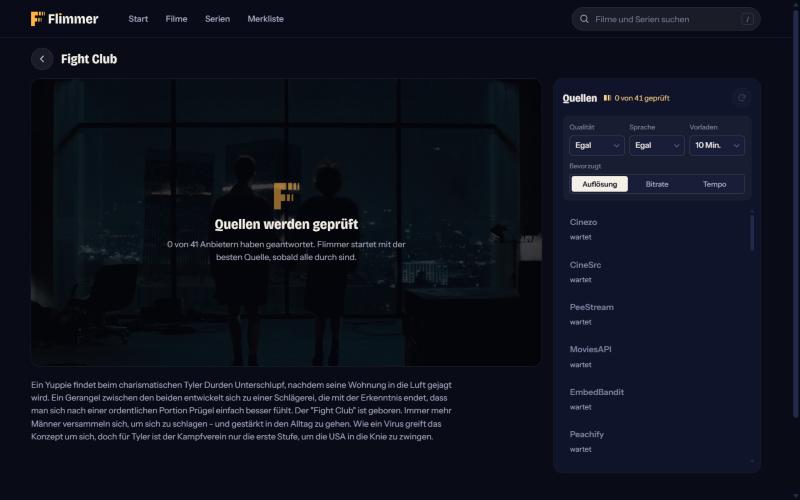 Flimmer
Start
Filme
Serien
Merkliste
Filme und Serien suchen
/
Fight Club
Quellen werden geprüft
0 von 41 Anbietern haben geantwortet. Flimmer startet mit der
besten Quelle, sobald alle durch sind.
Ein Yuppie findet beim charismatischen Tyler Durden Unterschlupf, nachdem seine Wohnung in die Luft gejagt
wird. Ein Gerangel zwischen den beiden entwickelt sich zu einer Schlägerei, die mit der Erkenntnis endet, dass
man sich nach einer ordentlichen Portion Prügel einfach besser fühlt. Der "Fight Club" ist geboren. Immer mehr
Männer versammeln sich, um sich zu schlagen - und gestärkt in den Alltag zu gehen. Wie ein Virus greift das
Konzept um sich, doch für Tyler ist der Kampfverein nur die erste Stufe, um die USA in die Knie zu zwingen.
Quellen
0 von 41 geprüft
Qualität
Sprache
Vorladen
Egal
Egal
10 Min.
Bevorzugt
Auflösung
Bitrate
Tempo
Cinezo
wartet
CineSrc
wartet
PeeStream
wartet
MoviesAPI
wartet
EmbedBandit
wartet
Peachify
wartet